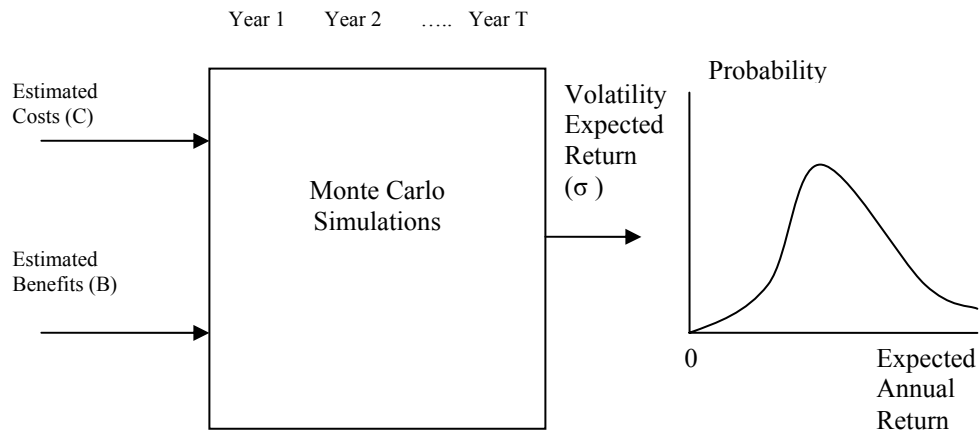 Year 1 Year 2 ….. Year T
Estimated
Costs (C)
Estimated
Benefits (B)
Monte Carlo
Simulations
Volatility
Expected
Return
(σ )
Probability
0
Expected
Annual
Return